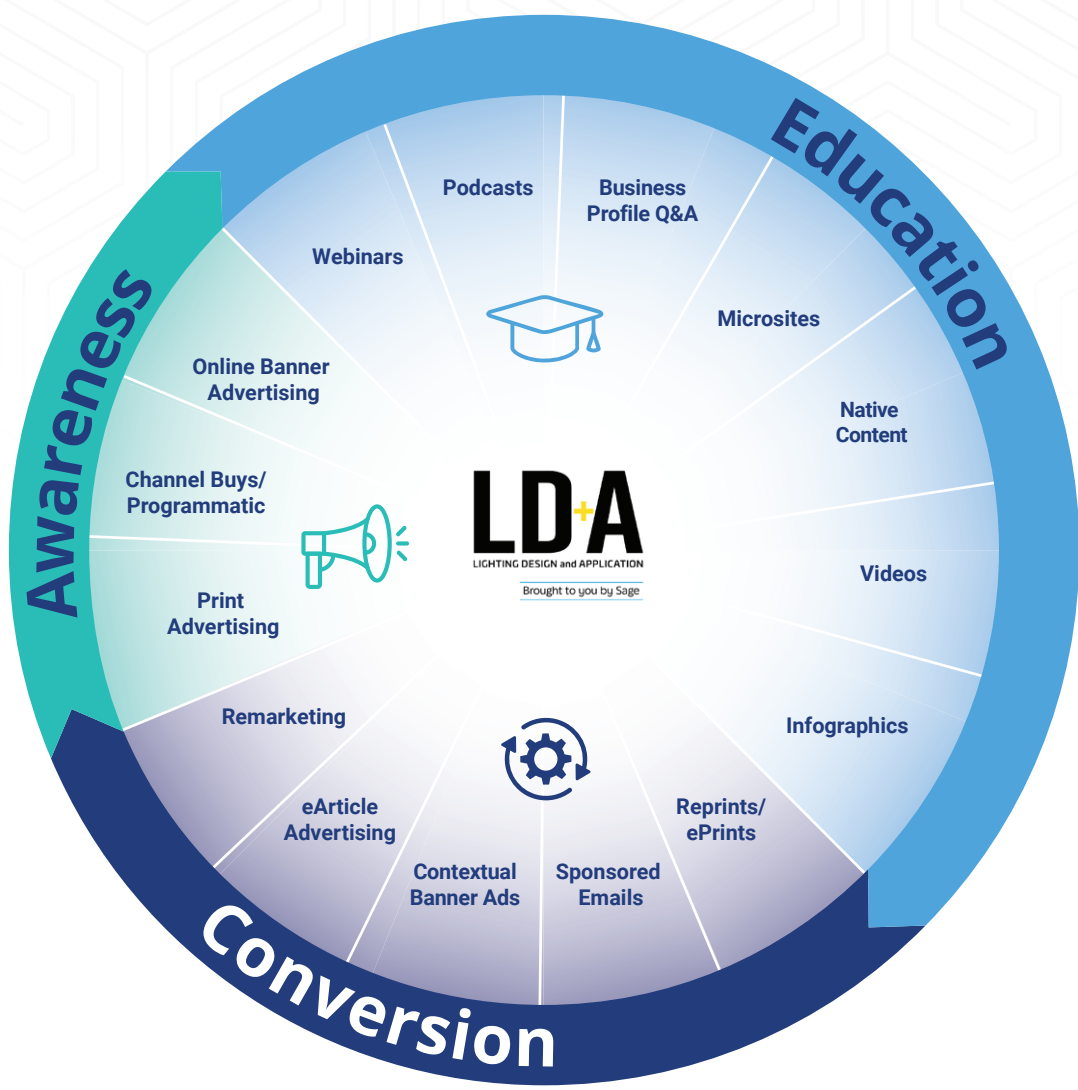 Education
Podcasts
Business
Profile Q&A
Webinars
Microsites
Awareness
Online Banner
Advertising
Native
Content
Channel Buys/
Programmatic
LD+A
LIGHTING DESIGN and APPLICATION
Brought to you by Sage
Videos
Print
Advertising
Remarketing
Infographics
eArticle
Advertising
Reprints/
ePrints
Contextual
Banner Ads
Sponsored
Emails
Conversion